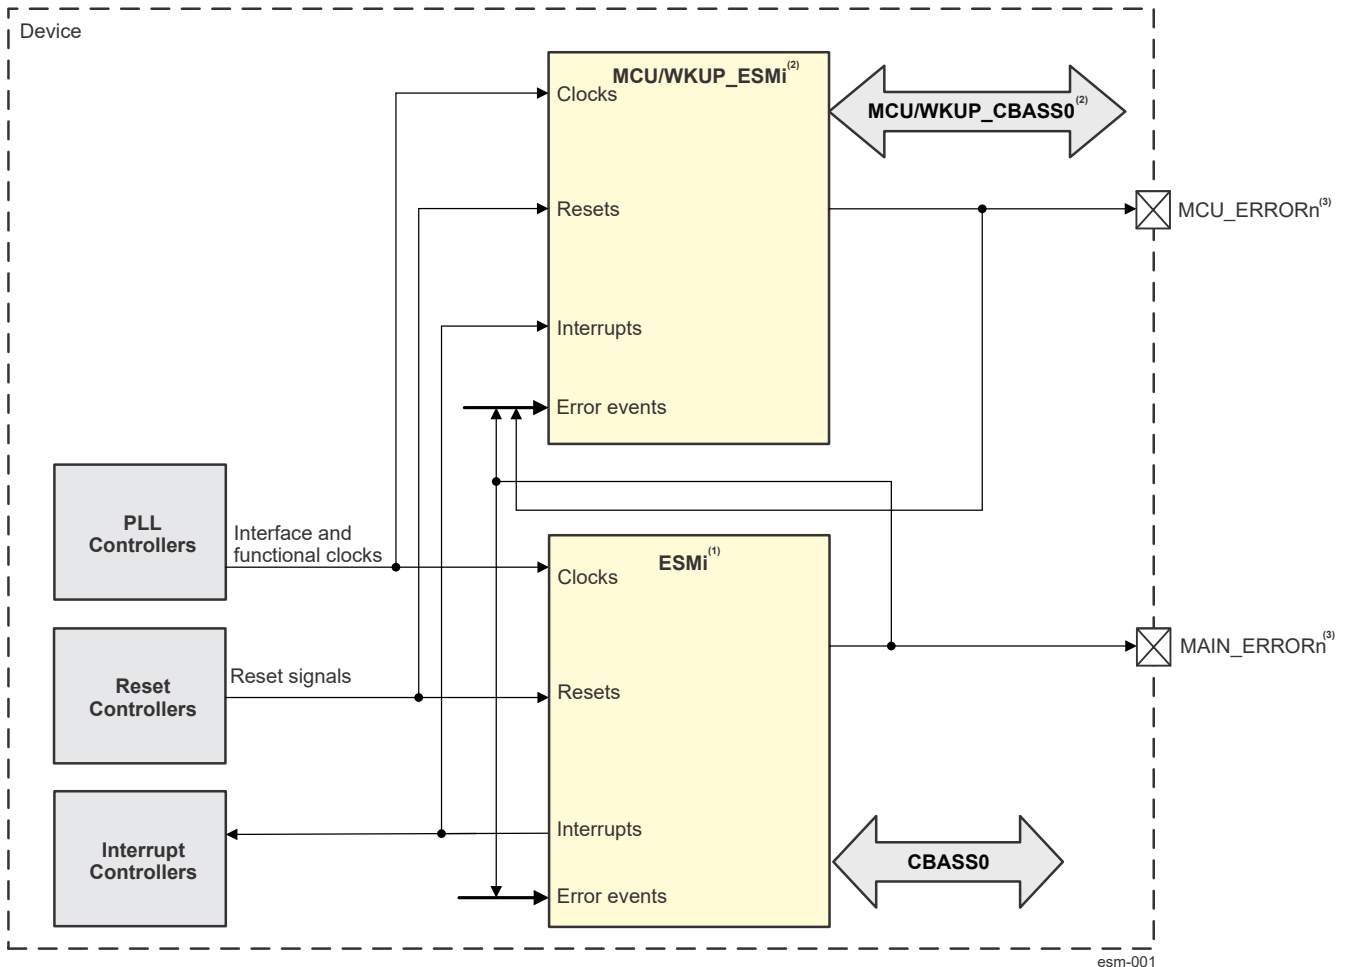 Device
MCU/WKUP_ESMi(2)
Clocks
MCU/WKUP_CBASS0(2)
Resets
MCU_ERRORn(3)
Interrupts
Error events
PLL
Controllers
Interface and
functional clocks
ESMi(1)
Clocks
MAIN_ERRORn(3)
Reset
Controllers
Reset signals
Resets
Interrupt
Controllers
Interrupts
CBASS0
Error events
esm-001